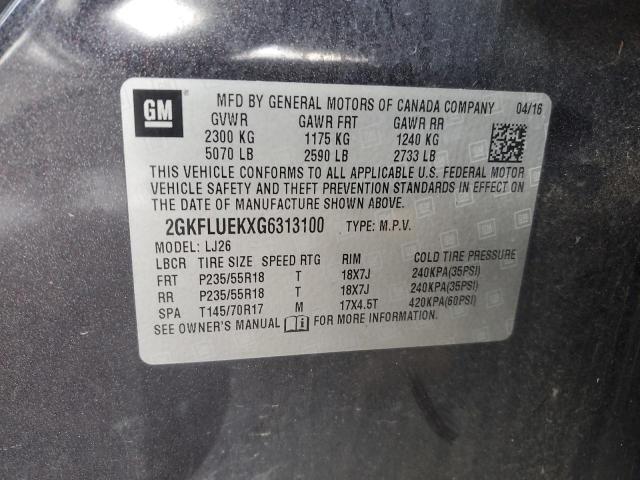 GM
MFD BY GENERAL MOTORS OF CANADA COMPANY 04/16
GVWR GAWR FRT GAWR RR
2300 KG 1175 KG 1240 KG
5070 LB 2590 LB 2733 LB
THIS VEHICLE CONFORMS TO ALL APPLICABLE U.S. FEDERAL MOTOR
VEHICLE SAFETY AND THEFT PREVENTION STANDARDS IN EFFECT ON
THE DATE OF MANUFACTURE SHOWN ABOVE.
2GKFLUEKXG6313100 TYPE: M.P.V.
MODEL: LJ26
LBCR TIRE SIZE SPEED RTG RIM COLD TIRE PRESSURE
FRT P235/55R18 T 18X7J 240KPA(35PSI)
RR P235/55R18 T 18X7J 240KPA(35PSI)
SPA T145/70R17 M 17X4.5T 420KPA(60PSI)
SEE OWNER'S MANUAL FOR MORE INFORMATION.